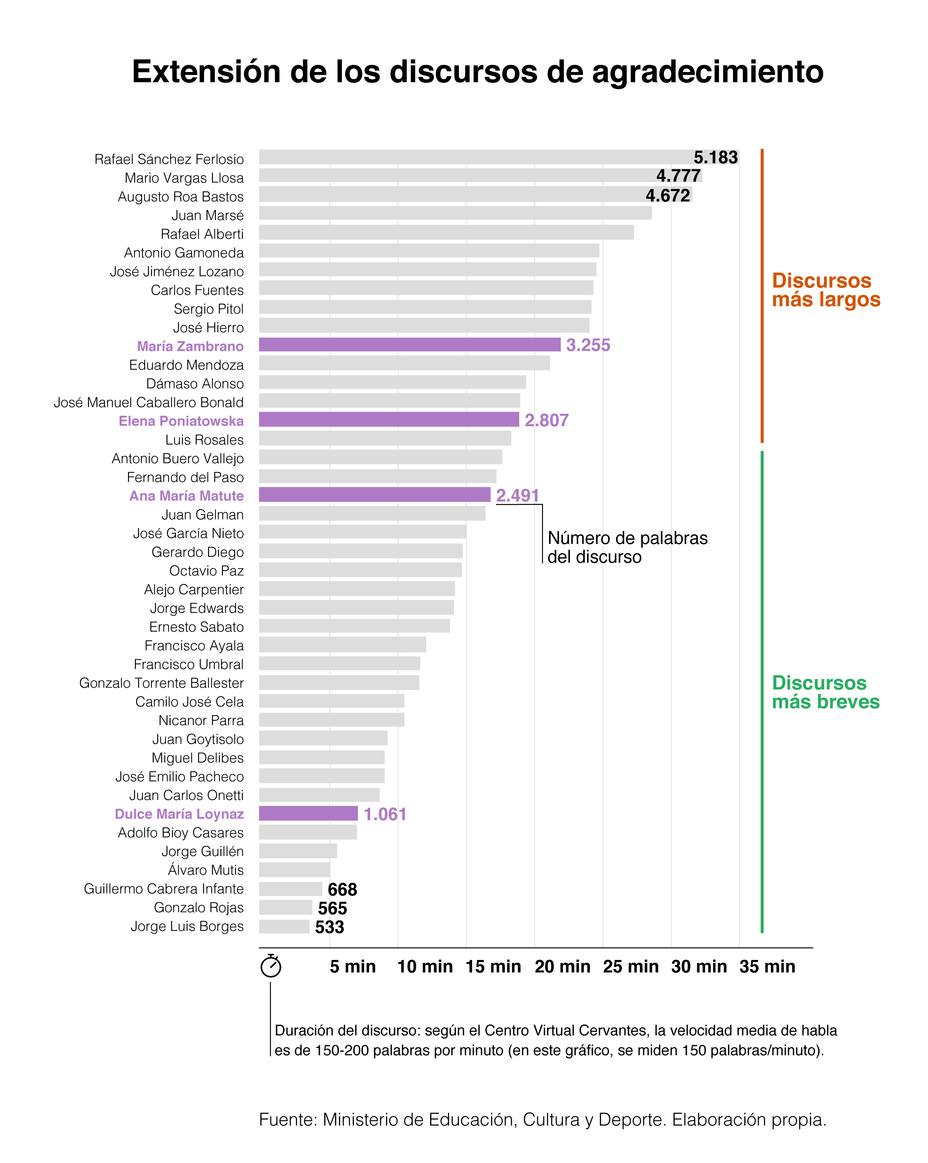 Extensión de los discursos de agradecimiento
Rafael Sánchez Ferlosio 5.183
Mario Vargas Llosa 4.777
Augusto Roa Bastos 4.672
Juan Marsé
Rafael Alberti
Antonio Gamoneda
José Jiménez Lozano
Carlos Fuentes
Sergio Pitol
José Hierro
María Zambrano 3.255
Eduardo Mendoza
Dámaso Alonso
José Manuel Caballero Bonald
Elena Poniatowska 2.807
Luis Rosales
Antonio Buero Vallejo
Fernando del Paso
Ana María Matute 2.491
Juan Gelman
José García Nieto
Gerardo Diego
Octavio Paz
Alejo Carpentier
Jorge Edwards
Ernesto Sabato
Francisco Ayala
Francisco Umbral
Gonzalo Torrente Ballester
Camilo José Cela
Nicanor Parra
Juan Goytisolo
Miguel Delibes
José Emilio Pacheco
Juan Carlos Onetti
Dulce María Loynaz 1.061
Adolfo Bioy Casares
Jorge Guillén
Álvaro Mutis
Guillermo Cabrera Infante 668
Gonzalo Rojas 565
Jorge Luis Borges 533
Discursos
más largos
Número de palabras
del discurso
Discursos
más breves
5 min 10 min 15 min 20 min 25 min 30 min 35 min
Duración del discurso: según el Centro Virtual Cervantes, la velocidad media de habla
es de 150-200 palabras por minuto (en este gráfico, se miden 150 palabras/minuto).
Fuente: Ministerio de Educación, Cultura y Deporte. Elaboración propia.